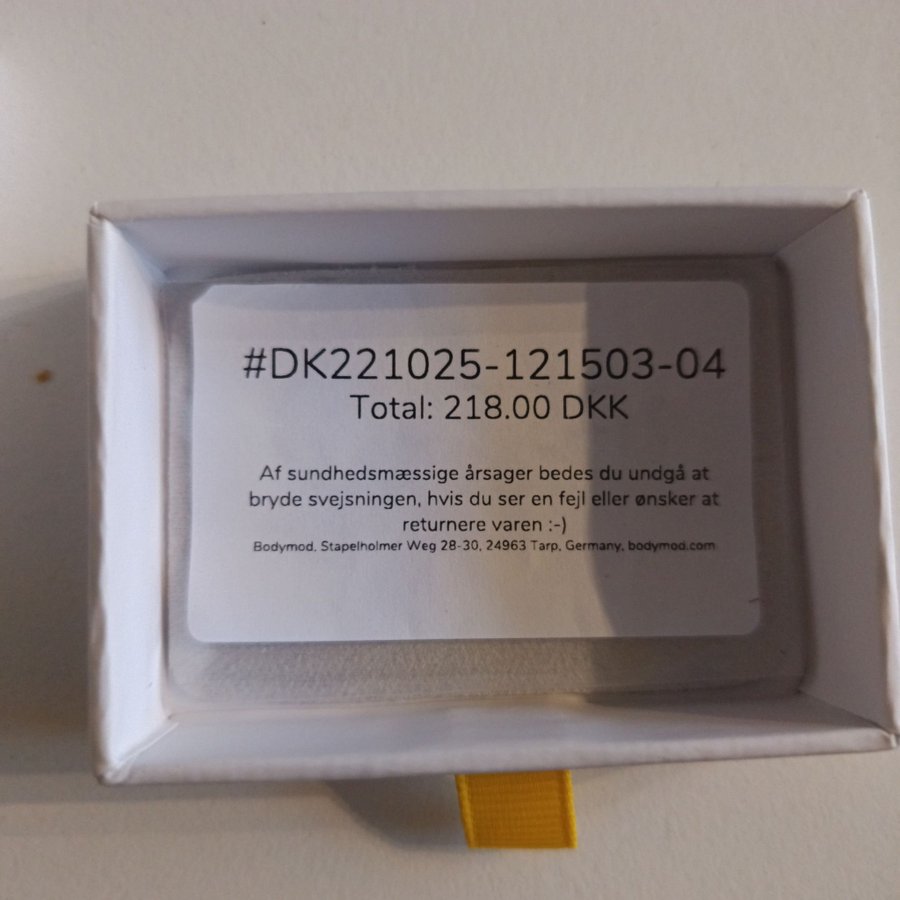 #DK221025-121503-04
Total: 218.00 DKK
Af sundhedsmæssige årsager bedes du undgå at
bryde svejsningen, hvis du ser en fejl eller ønsker at
returnere varen :-)
Bodymod, Stapelholmer Weg 28-30, 24963 Tarp, Germany, bodymod.com